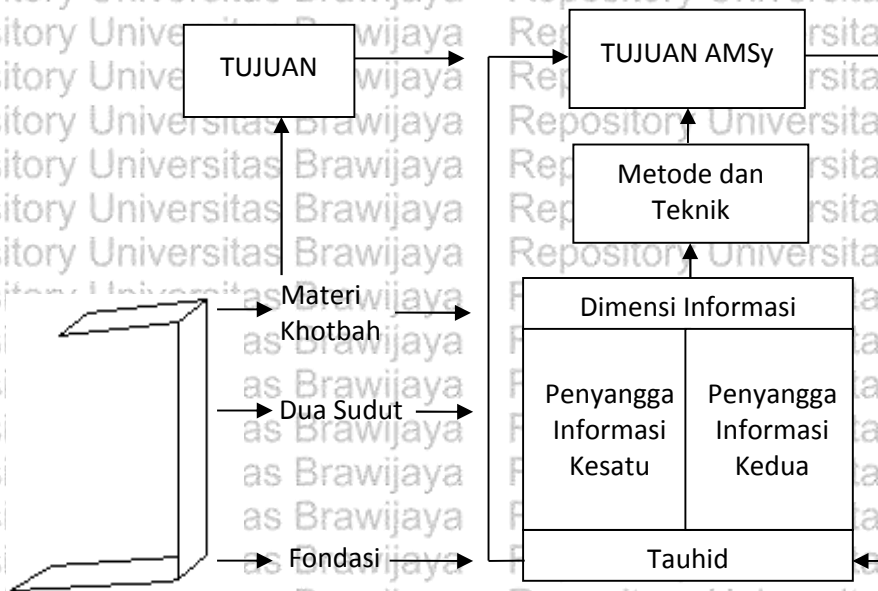 TUJUAN
TUJUAN AMSy
Metode dan
Teknik
Materi
Khotbah
Dimensi Informasi
Dua Sudut
Penyangga
Informasi
Kesatu
Penyangga
Informasi
Kedua
Fondasi
Tauhid
Repository Universitas Brawijaya